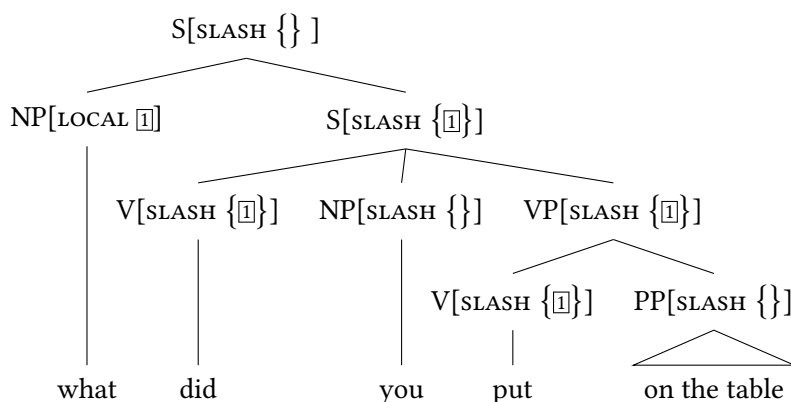 S[SLASH {} ]
NP[LOCAL 1] S[SLASH {1}]
V[SLASH {1}] NP[SLASH {}] VP[SLASH {1}]
V[SLASH {1}] PP[SLASH {}]
what did you put on the table